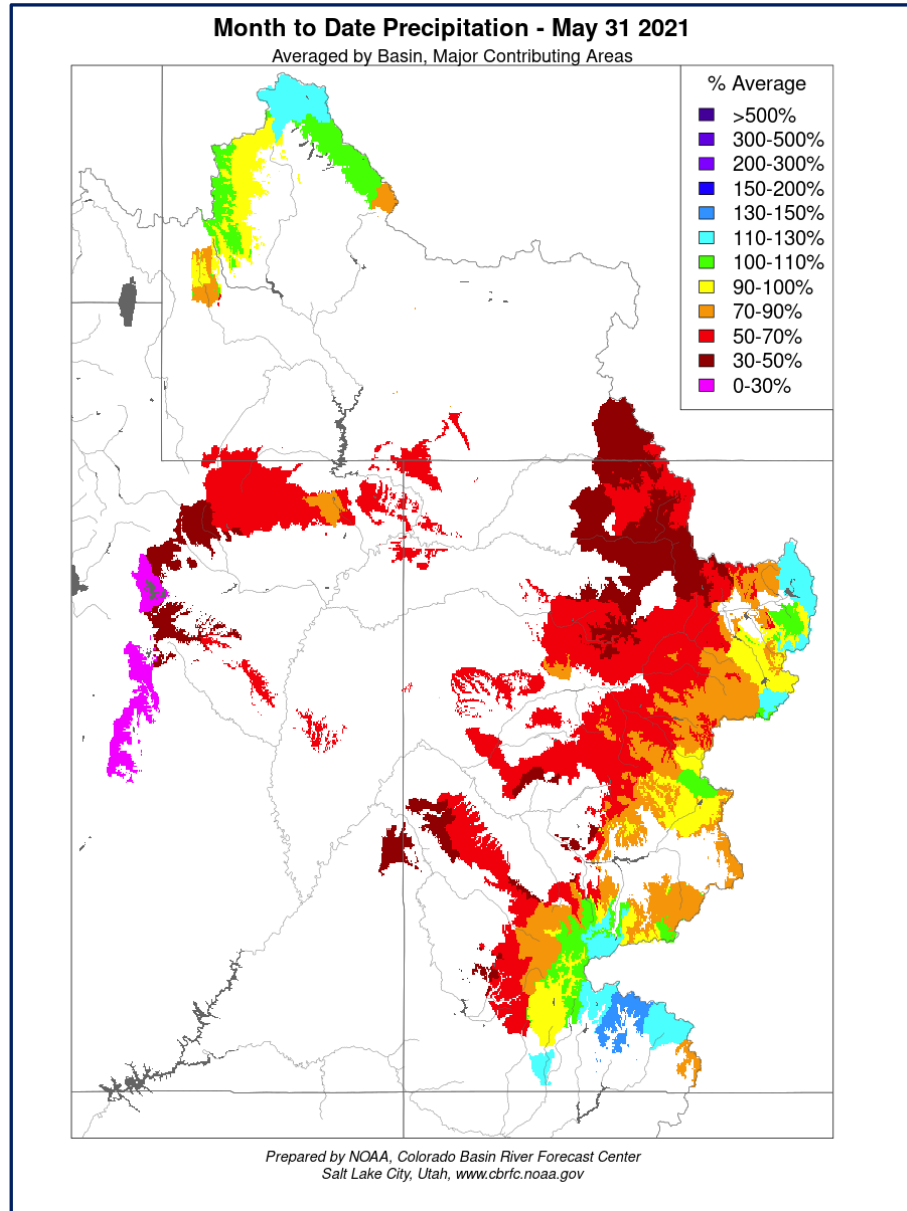 Month to Date Precipitation - May 31 2021
Averaged by Basin, Major Contributing Areas
% Average
>500%
300-500%
200-300%
150-200%
130-150%
110-130%
100-110%
90-100%
70-90%
50-70%
30-50%
0-30%
Prepared by NOAA, Colorado Basin River Forecast Center
Salt Lake City, Utah, www.cbrfc.noaa.gov